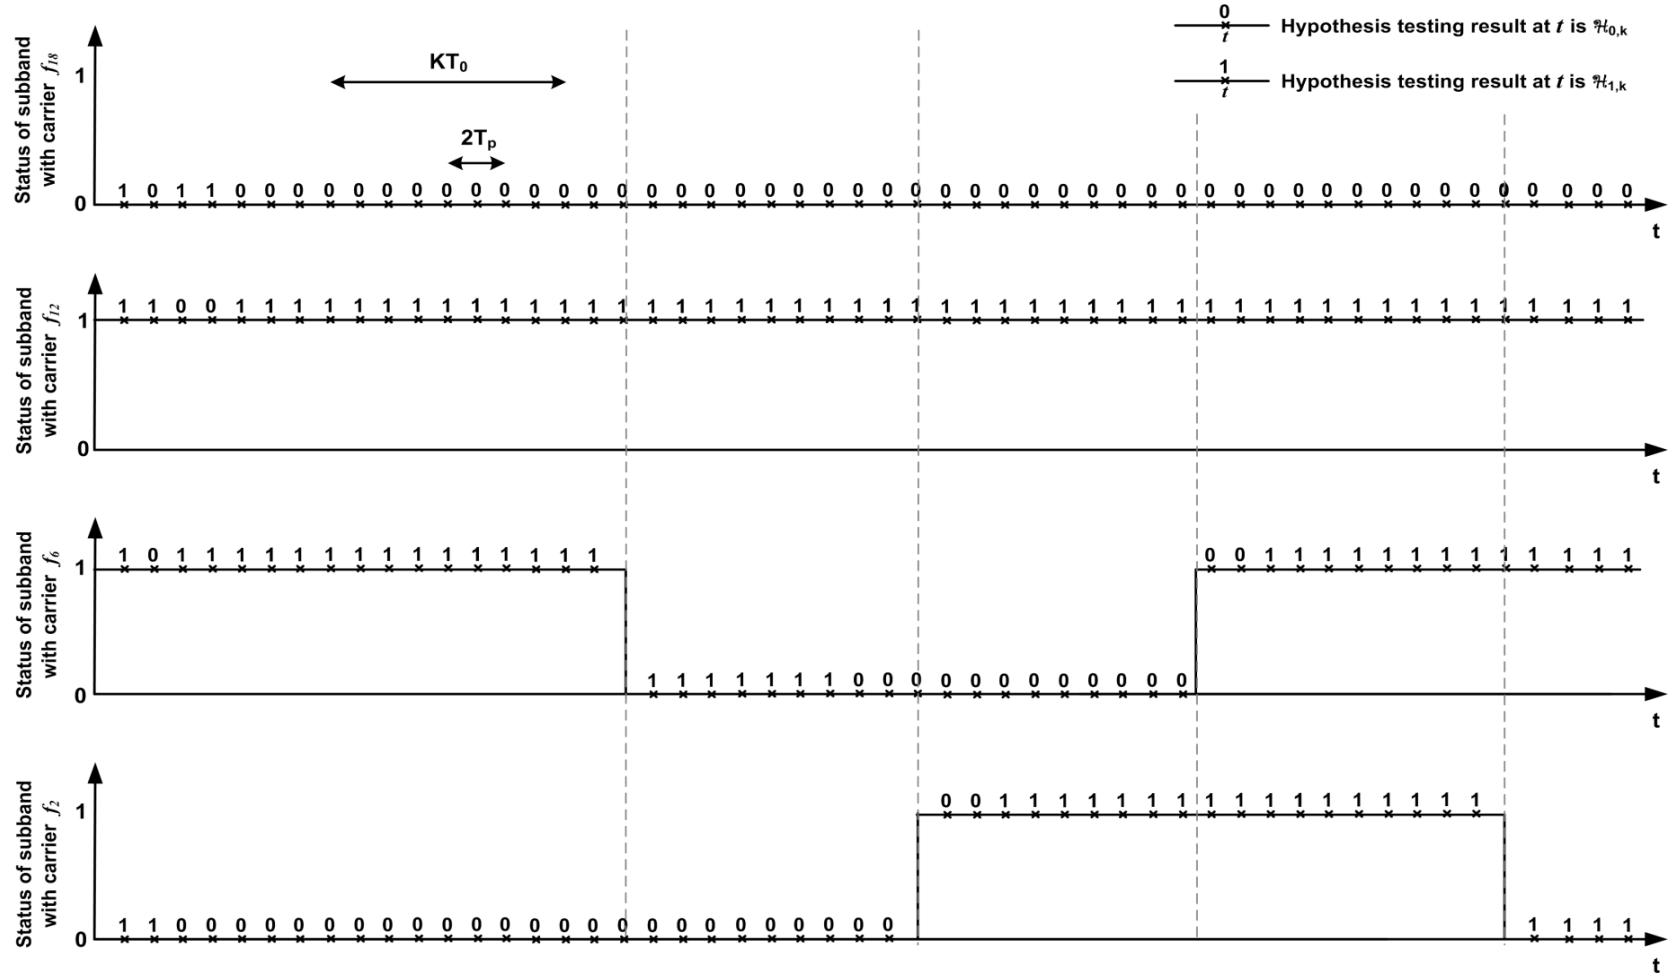 0
t
Hypothesis testing result at t is ℋ0,k
1
t
Hypothesis testing result at t is ℋ1,k
Status of subband
with carrier f18
1
KT0
2Tp
1 0 1 1 0 0 0 0 0 0 0 0 0 0 0 0 0 0 0 0 0 0 0 0 0 0 0 0 0 0 0 0 0 0 0 0 0 0 0 0 0 0 0 0 0 0 0 0 0 0 0 0
0
t
Status of subband
with carrier f12
1 1 0 0 1 1 1 1 1 1 1 1 1 1 1 1 1 1 1 1 1 1 1 1 1 1 1 1 1 1 1 1 1 1 1 1 1 1 1 1 1 1 1 1 1 1 1 1 1 1 1 1
1
0
t
Status of subband
with carrier f6
1 0 1 1 1 1 1 1 1 1 1 1 1 1 1 1 1 0 0 1 1 1 1 1 1 1 1 1 1 1 1 1
1
1 1 1 1 1 1 1 0 0 0 0 0 0 0 0 0 0 0 0
0
t
Status of subband
with carrier f2
0 0 1 1 1 1 1 1 1 1 1 1 1 1 1 1 1 1 1
1
1 1 0 0 0 0 0 0 0 0 0 0 0 0 0 0 0 0 0 0 0 0 0 0 0 0 0 1 1 1 1
0
t